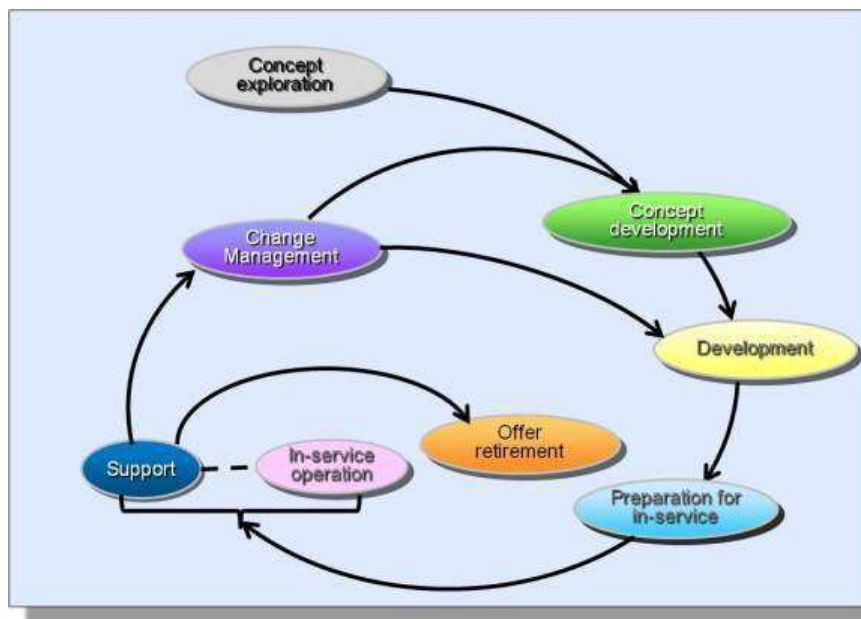 Concept
exploration
Concept
development
Change
Management
Development
Offer
retirement
In-service
operation
Support
Preparation for
in-service